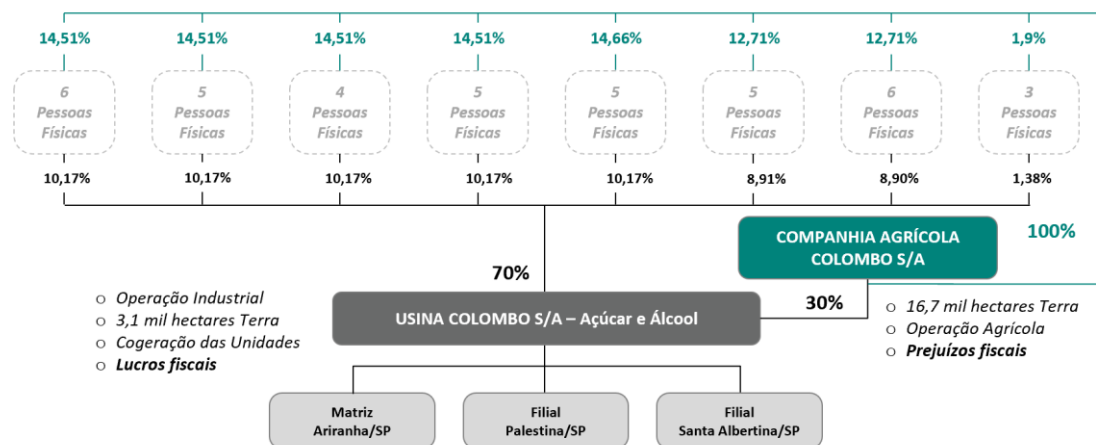 14,51% 14,51% 14,51% 14,51% 14,66% 12,71% 12,71% 1,9%
6 Pessoas Físicas
5 Pessoas Físicas
4 Pessoas Físicas
5 Pessoas Físicas
5 Pessoas Físicas
5 Pessoas Físicas
6 Pessoas Físicas
3 Pessoas Físicas
10,17% 10,17% 10,17% 10,17% 10,17% 8,91% 8,90% 1,38%
COMPANHIA AGRÍCOLA
COLOMBO S/A
100%
70%
30%
o Operação Industrial
o 3,1 mil hectares Terra
o Cogeração das Unidades
o Lucros fiscais
USINA COLOMBO S/A – Açúcar e Álcool
o 16,7 mil hectares Terra
o Operação Agrícola
o Prejuízos fiscais
Matriz
Ariranha/SP
Filial
Palestina/SP
Filial
Santa Albertina/SP